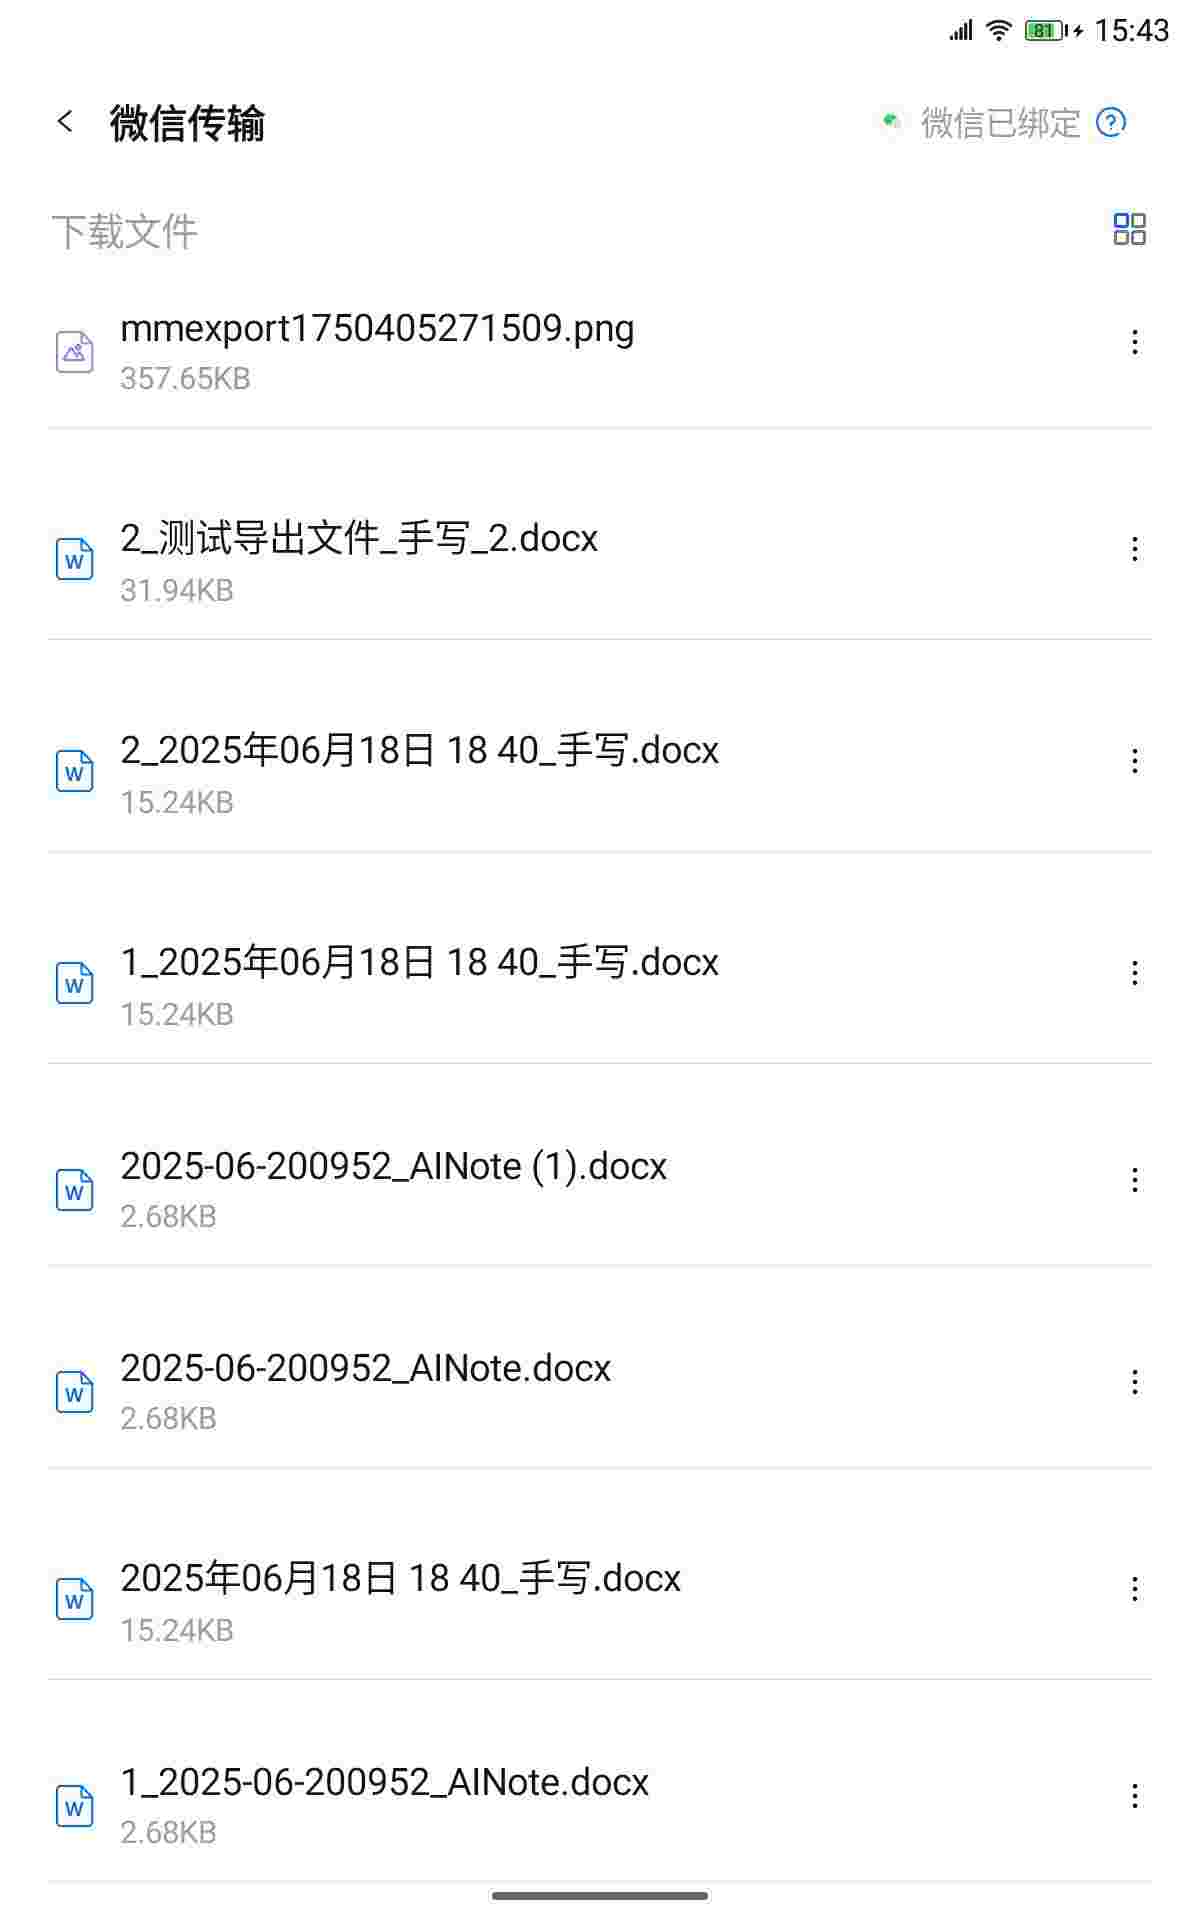 81 15:43
微信传输 微信已绑定
下载文件
mmexport1750405271509.png
357.65KB
2_测试导出文件_手写_2.docx
31.94KB
2_2025年06月18日 18 40_手写.docx
15.24KB
1_2025年06月18日 18 40_手写.docx
15.24KB
2025-06-200952_AINote (1).docx
2.68KB
2025-06-200952_AINote.docx
2.68KB
2025年06月18日 18 40_手写.docx
15.24KB
1_2025-06-200952_AINote.docx
2.68KB